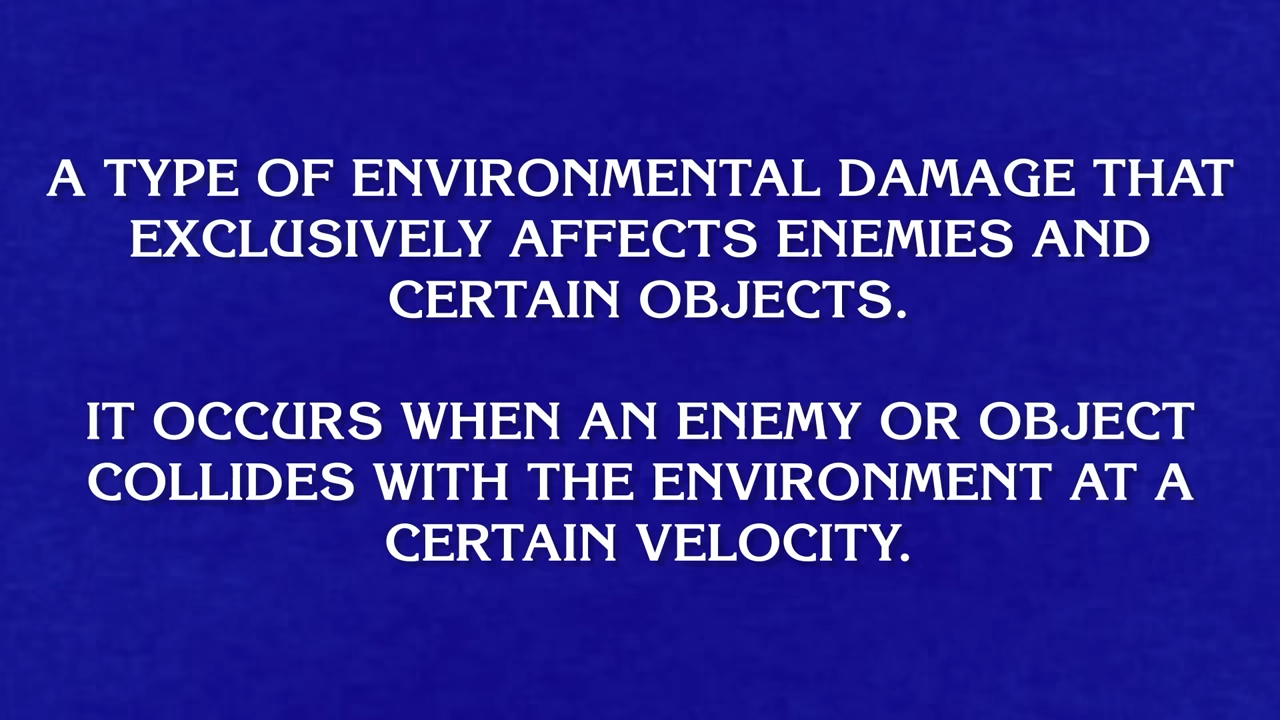 A TYPE OF ENVIRONMENTAL DAMAGE THAT
EXCLUSIVELY AFFECTS ENEMIES AND
CERTAIN OBJECTS.
IT OCCURS WHEN AN ENEMY OR OBJECT
COLLIDES WITH THE ENVIRONMENT AT A
CERTAIN VELOCITY.